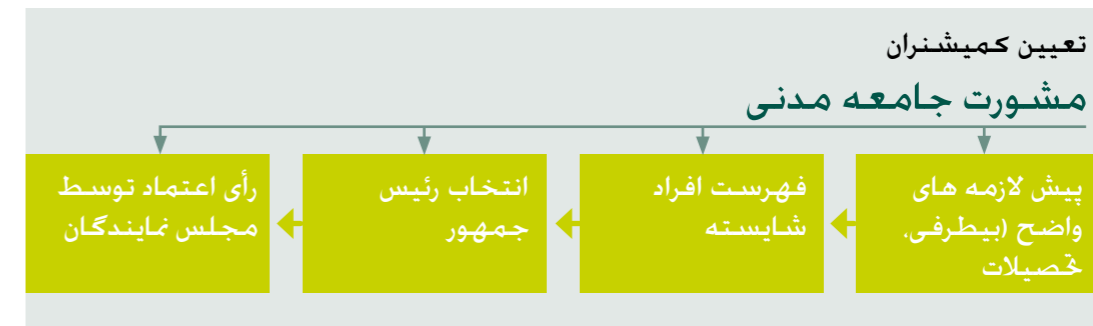 تعیین کمیشنران
مشورت جامعه مدنی
پیش لازمه های
واضح (بیطرفی،
تحصیلات
فهرست افراد
شایسته
انتخاب رئیس
جمهور
رأی اعتماد توسط
مجلس نمایندگان